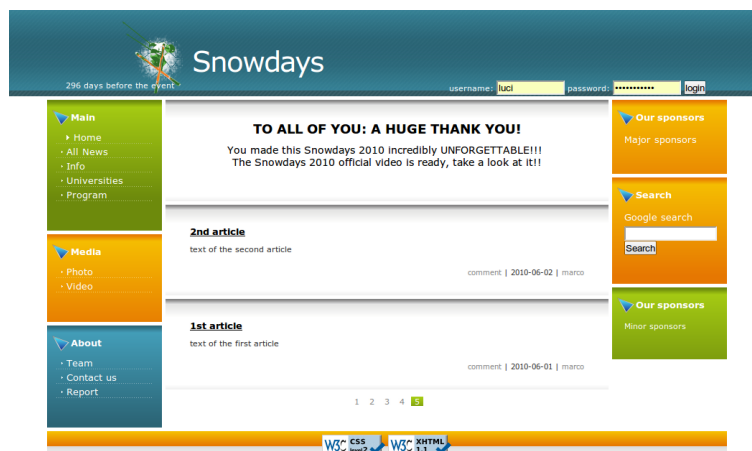 Snowdays
296 days before the event
username: luci password: ••••••••••• login
Main
Home
All News
Info
Universities
Program
Media
Photo
Video
About
Team
Contact us
Report
TO ALL OF YOU: A HUGE THANK YOU!
You made this Snowdays 2010 incredibly UNFORGETTABLE!!!
The Snowdays 2010 official video is ready, take a look at it!!
2nd article
text of the second article
comment | 2010-06-02 | marco
1st article
text of the first article
comment | 2010-06-01 | marco
1 2 3 4 5
Our sponsors
Major sponsors
Search
Google search
Search
Our sponsors
Minor sponsors
W3C CSS level2
W3C XHTML 1.1